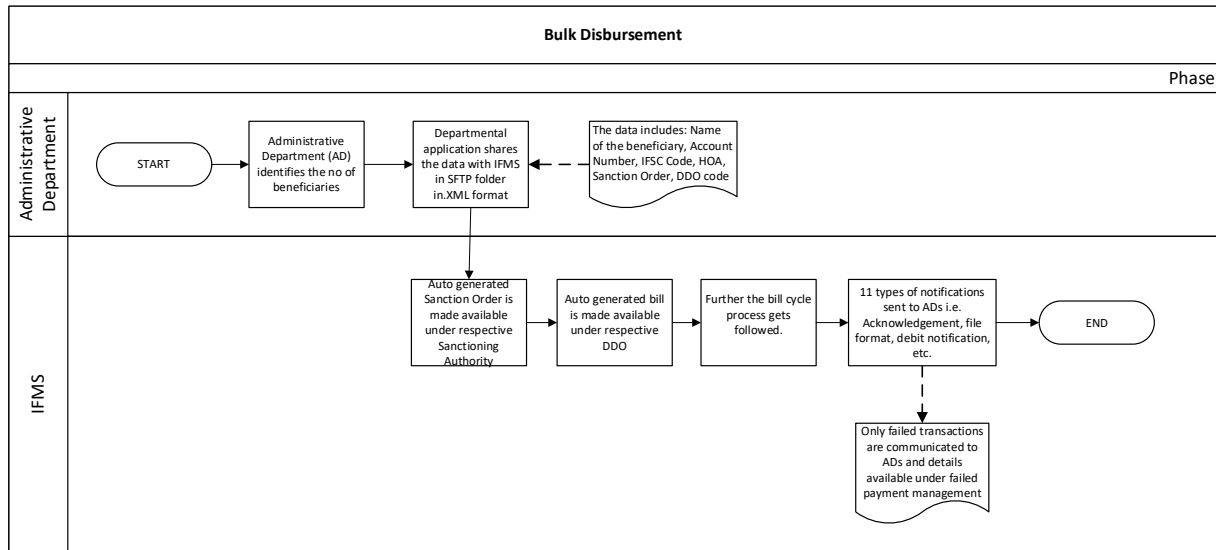 Bulk Disbursement
Phase
Administrative
Department
START
Administrative
Department (AD)
identifies the no of
beneficiaries
Departmental
application shares
the data with IFMS
in SFTP folder
in.XML format
The data includes: Name
of the beneficiary, Account
Number, IFSC Code, HOA,
Sanction Order, DDO code
IFMS
Auto generated
Sanction Order is
made available
under respective
Sanctioning
Authority
Auto generated bill
is made available
under respective
DDO
Further the bill cycle
process gets
followed.
11 types of notifications
sent to ADs i.e.
Acknowledgement, file
format, debit notification,
etc.
END
Only failed transactions
are communicated to
ADs and details
available under failed
payment management